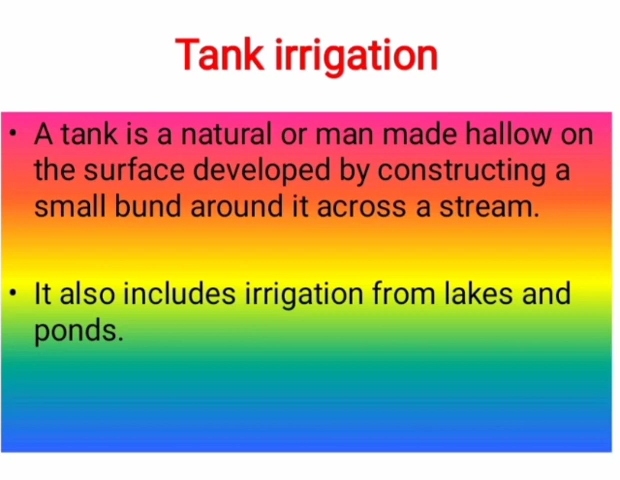 Tank irrigation
• A tank is a natural or man made hallow on
the surface developed by constructing a
small bund around it across a stream.
• It also includes irrigation from lakes and
ponds.